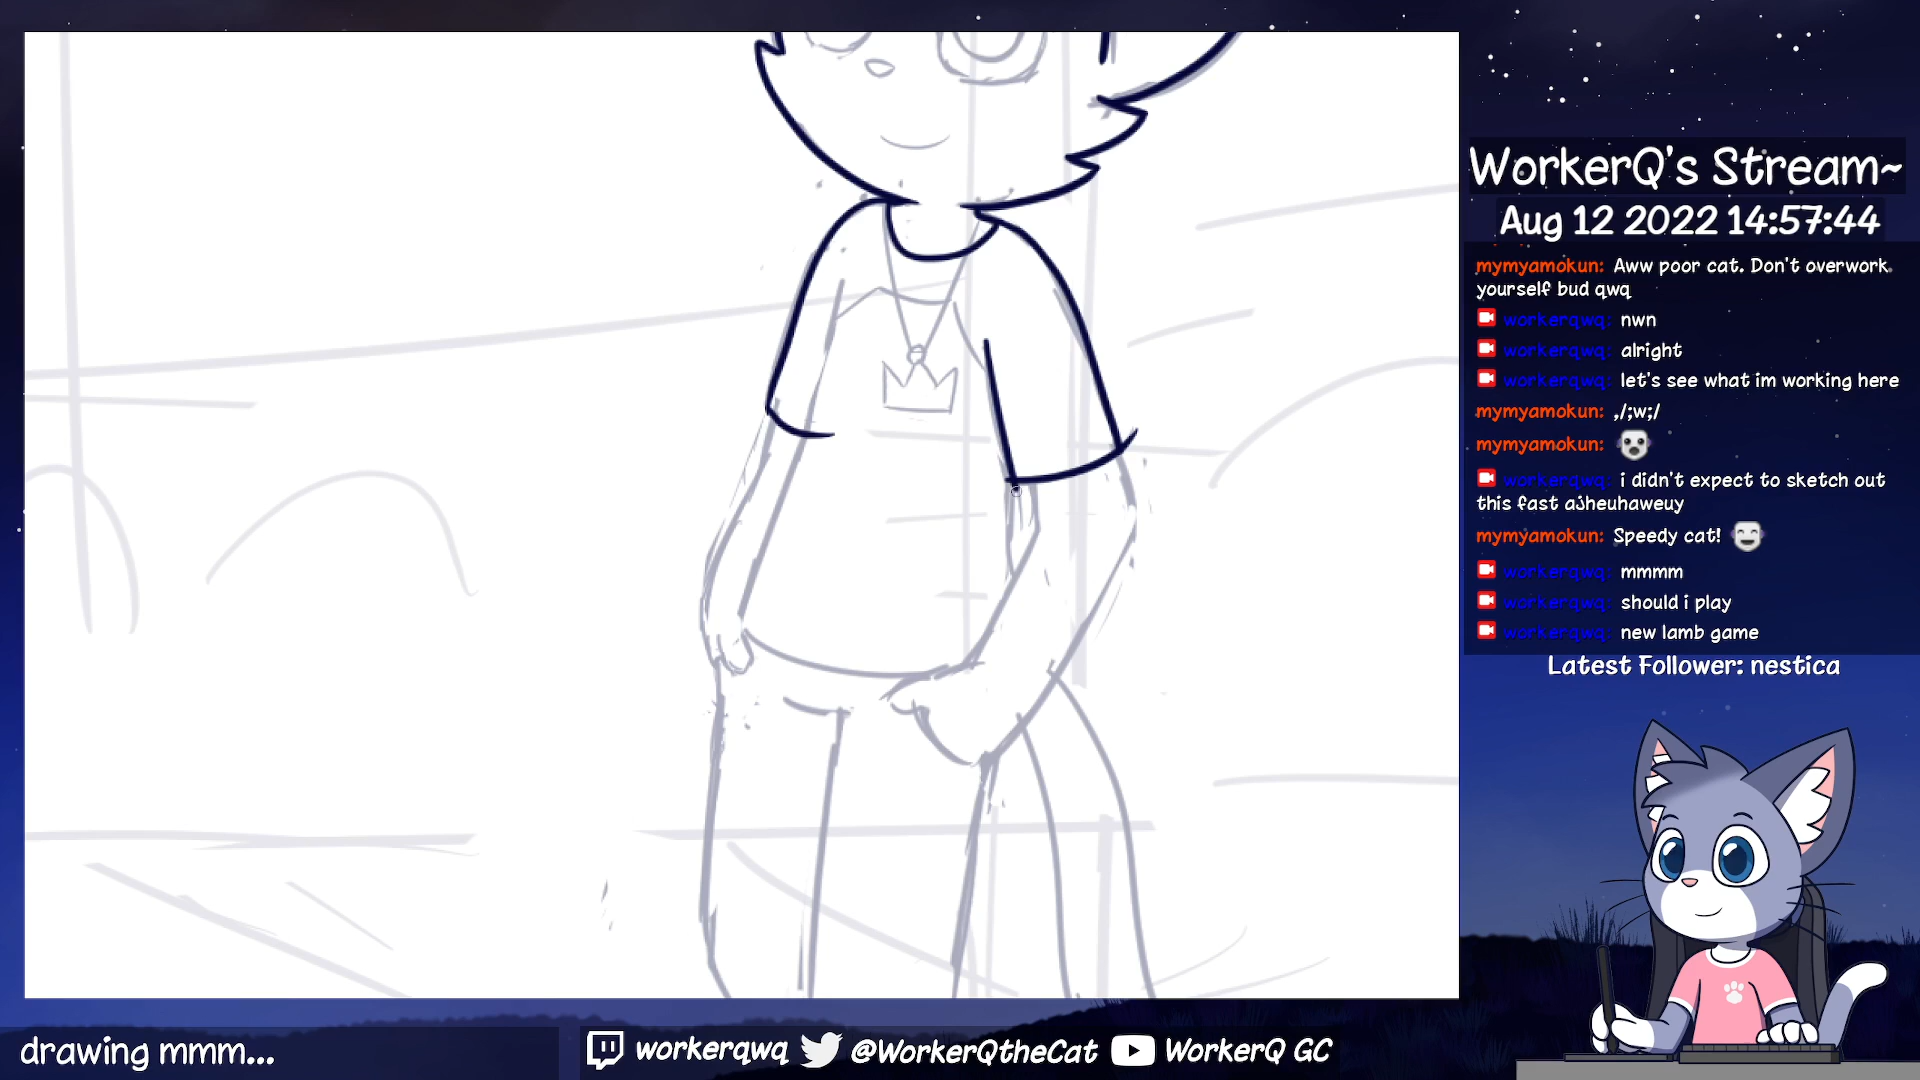 WorkerQ's Stream~
Aug 12 2022 14:57:44
mymyamokun: Aww poor cat. Don't overwork
yourself bud qwq
workerqwq: nwn
workerqwq: alright
workerqwq: let's see what im working here
mymyamokun: ,/;w;/
mymyamokun:
workerqwq: i didn't expect to sketch out
this fast ajheuhaweuy
mymyamokun: Speedy cat!
workerqwq: mmmm
workerqwq: should i play
workerqwq: new lamb game
Latest Follower: nestica
drawing mmm...
workerqwq @WorkerQtheCat WorkerQ GC